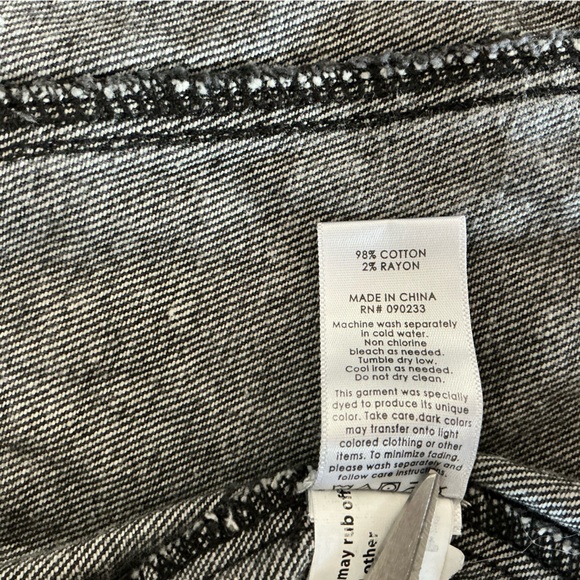 98% COTTON
2% RAYON
MADE IN CHINA
RN# 090233
Machine wash separately
in cold water.
Non chlorine
bleach as needed.
Tumble dry low.
Cool iron as needed.
Do not dry clean.
This garment was specially
dyed to produce its unique
color. Take care,dark colors
may transfer onto light
colored clothing or other
items. To minimize fading,
please wash separately and
follow care
may rub off
other